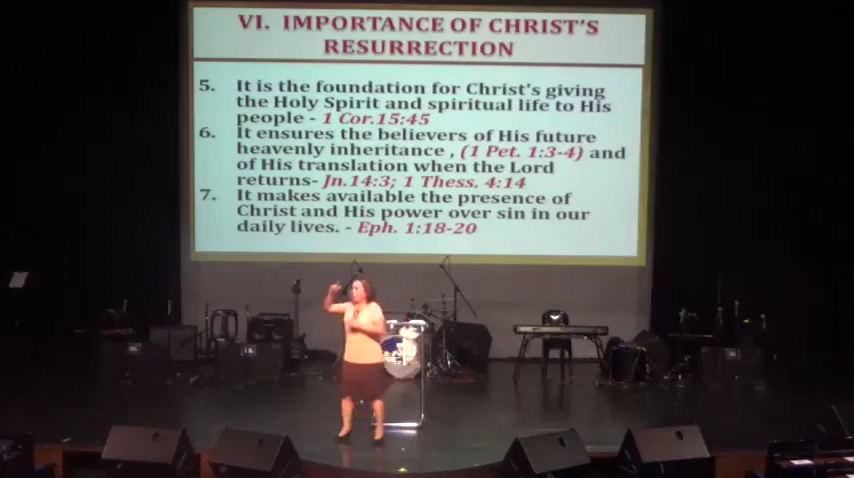 VI. IMPORTANCE OF CHRIST'S
RESURRECTION
5. It is the foundation for Christ's giving
the Holy Spirit and spiritual life to His
people - 1 Cor.15:45
6. It ensures the believers of His future
heavenly inheritance , (1 Pet. 1:3-4) and
of His translation when the Lord
returns- Jn.14:3; 1 Thess. 4:14
7. It makes available the presence of
Christ and His power over sin in our
daily lives. - Eph. 1:18-20